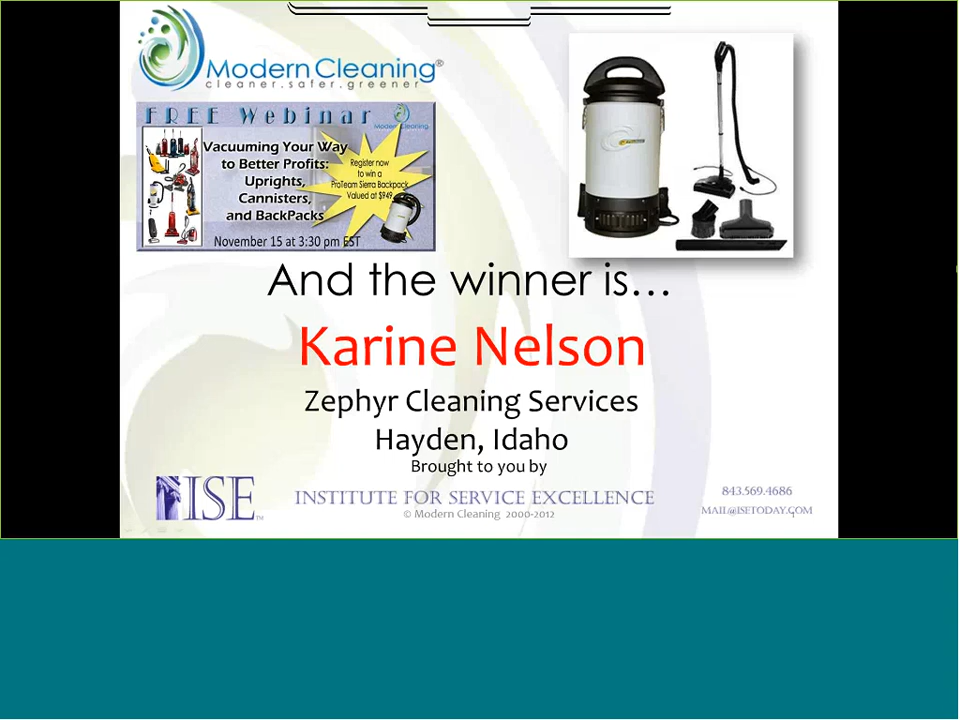 ModernCleaning®
cleaner.safer.greener
FREE Webinar
Modern Cleaning
Vacuuming Your Way
to Better Profits:
Uprights,
Cannisters,
and BackPacks
Register now
to win a
ProTeam Sierra Backpack
Valued at $949
November 15 at 3:30 pm EST
And the winner is…
Karine Nelson
Zephyr Cleaning Services
Hayden, Idaho
Brought to you by
ISE™
INSTITUTE FOR SERVICE EXCELLENCE
© Modern Cleaning 2000-2012
843.569.4686
MAIL@ISETODAY.COM